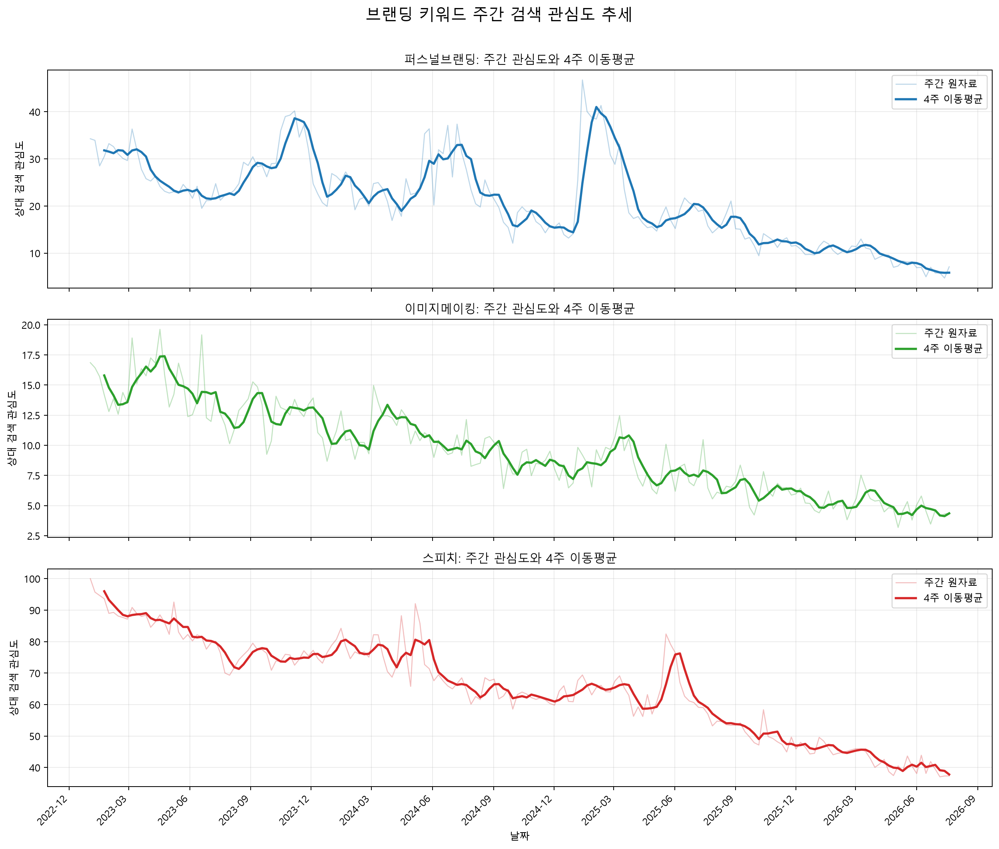 브랜딩 키워드 주간 검색 관심도 추세
퍼스널브랜딩: 주간 관심도와 4주 이동평균
상대 검색 관심도
40
30
20
10
주간 원자료
4주 이동평균
이미지메이킹: 주간 관심도와 4주 이동평균
상대 검색 관심도
20.0
17.5
15.0
12.5
10.0
7.5
5.0
2.5
주간 원자료
4주 이동평균
스피치: 주간 관심도와 4주 이동평균
상대 검색 관심도
100
90
80
70
60
50
40
주간 원자료
4주 이동평균
2022-12
2023-03
2023-06
2023-09
2023-12
2024-03
2024-06
2024-09
2024-12
2025-03
2025-06
2025-09
2025-12
2026-03
2026-06
2026-09
날짜